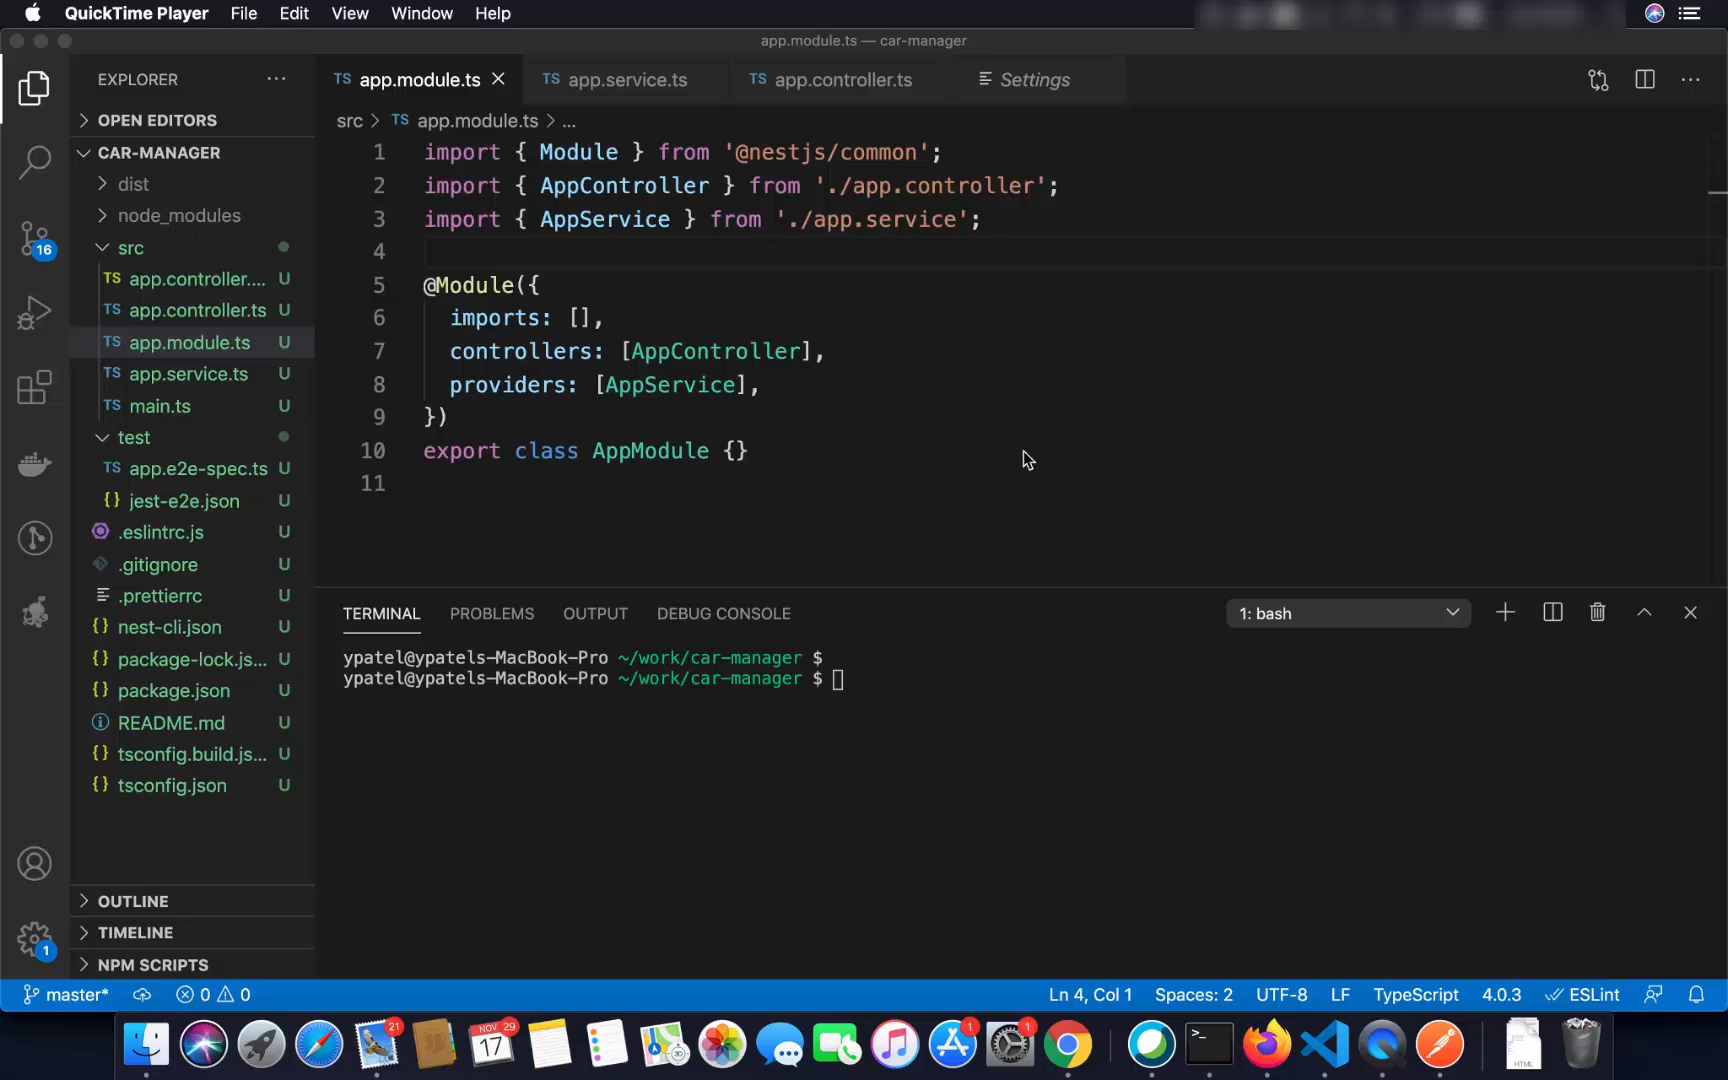 QuickTime Player File Edit View Window Help
app.module.ts — car-manager
EXPLORER ···
app.module.ts
TS app.service.ts
TS app.controller.ts
Settings
OPEN EDITORS
CAR-MANAGER
dist
node_modules
src
TS app.controller.... U
TS app.controller.ts U
TS app.module.ts U
TS app.service.ts U
TS main.ts U
test
TS app.e2e-spec.ts U
{} jest-e2e.json U
.eslintrc.js U
.gitignore U
.prettierrc U
{} nest-cli.json U
{} package-lock.js... U
{} package.json U
README.md U
{} tsconfig.build.js... U
{} tsconfig.json U
OUTLINE
TIMELINE
NPM SCRIPTS
16
1
src > TS app.module.ts > ...
1 import { Module } from '@nestjs/common';
2 import { AppController } from './app.controller';
3 import { AppService } from './app.service';
4
5 @Module({
6 imports: [],
7 controllers: [AppController],
8 providers: [AppService],
9 })
10 export class AppModule {}
11
TERMINAL PROBLEMS OUTPUT DEBUG CONSOLE
1: bash
ypatel@ypatels-MacBook-Pro ~/work/car-manager $
ypatel@ypatels-MacBook-Pro ~/work/car-manager $
master* 0 0
Ln 4, Col 1 Spaces: 2 UTF-8 LF TypeScript 4.0.3 ESLint
21
NOV 29
17
3D
1
1
>_
HTML